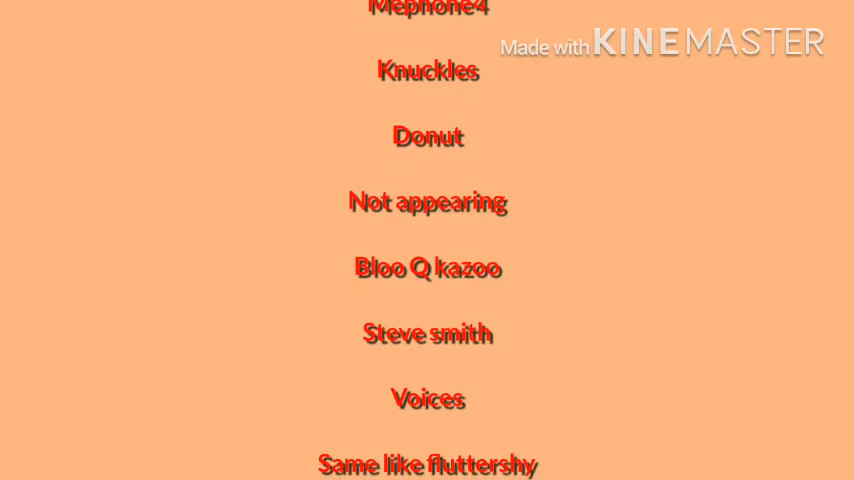 Mephone4
Made with KINEMASTER
Knuckles
Donut
Not appearing
Bloo Q kazoo
Steve smith
Voices
Same like fluttershy